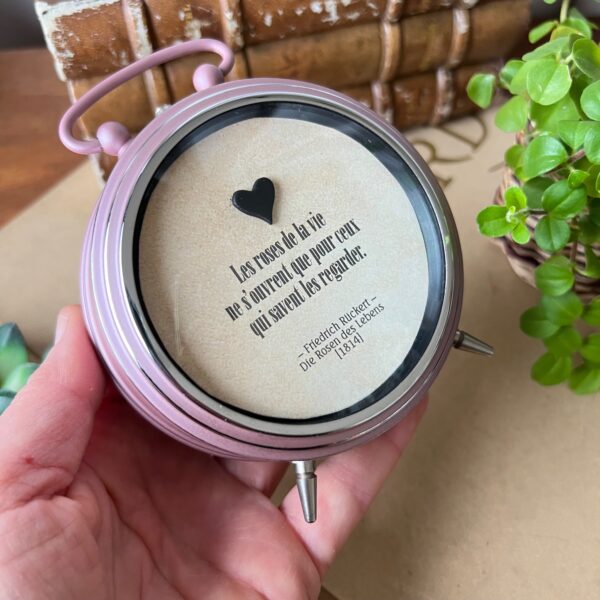 Les roses de la vie
ne s'ouvrent que pour ceux
qui savent les regarder.
– Friedrich Rückert –
Die Rosen des Lebens
[1814]